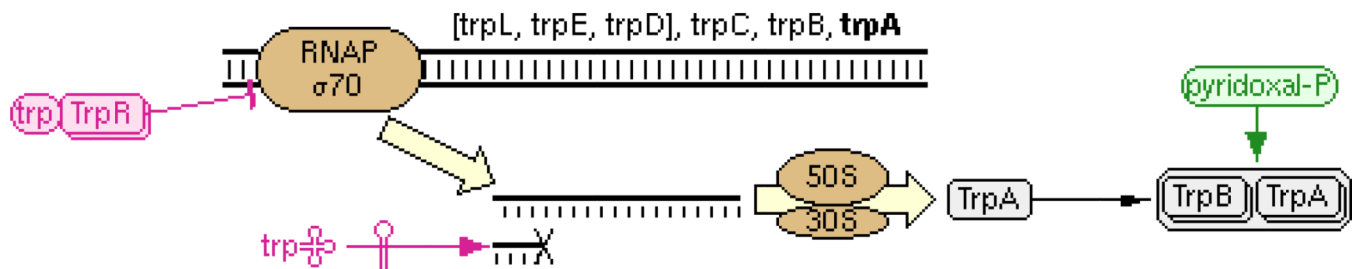 [trpL, trpE, trpD], trpC, trpB, trpA
RNAP
σ70
trp TrpR
pyridoxal-P
50S
30S
TrpA
TrpB TrpA
trp